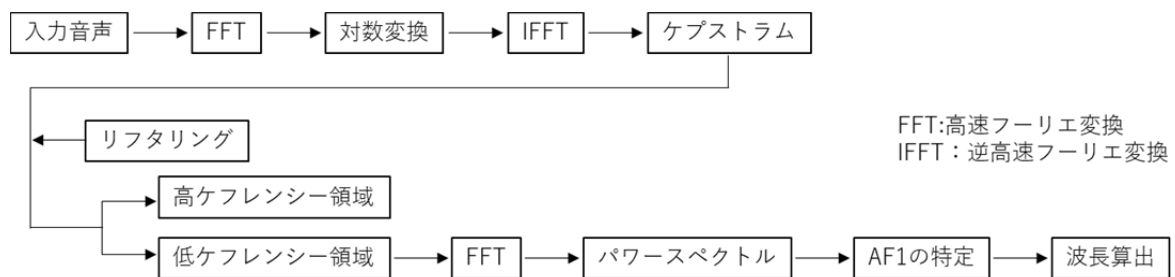 入力音声
FFT
対数変換
IFFT
ケプストラム
リフタリング
FFT:高速フーリエ変換
IFFT：逆高速フーリエ変換
高ケフレンシー領域
低ケフレンシー領域
FFT
パワースペクトル
AF1の特定
波長算出